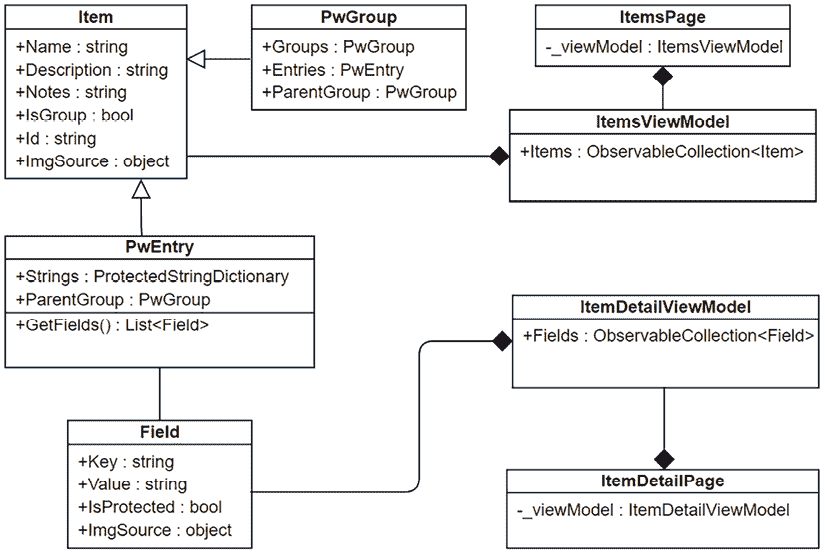 Item
+Name : string
+Description : string
+Notes : string
+IsGroup : bool
+Id : string
+ImgSource : object
PwGroup
+Groups : PwGroup
+Entries : PwEntry
+ParentGroup : PwGroup
ItemsPage
-_viewModel : ItemsViewModel
ItemsViewModel
+Items : ObservableCollection<Item>
PwEntry
+Strings : ProtectedStringDictionary
+ParentGroup : PwGroup
+GetFields() : List<Field>
ItemDetailViewModel
+Fields : ObservableCollection<Field>
Field
+Key : string
+Value : string
+IsProtected : bool
+ImgSource : object
ItemDetailPage
-_viewModel : ItemDetailViewModel